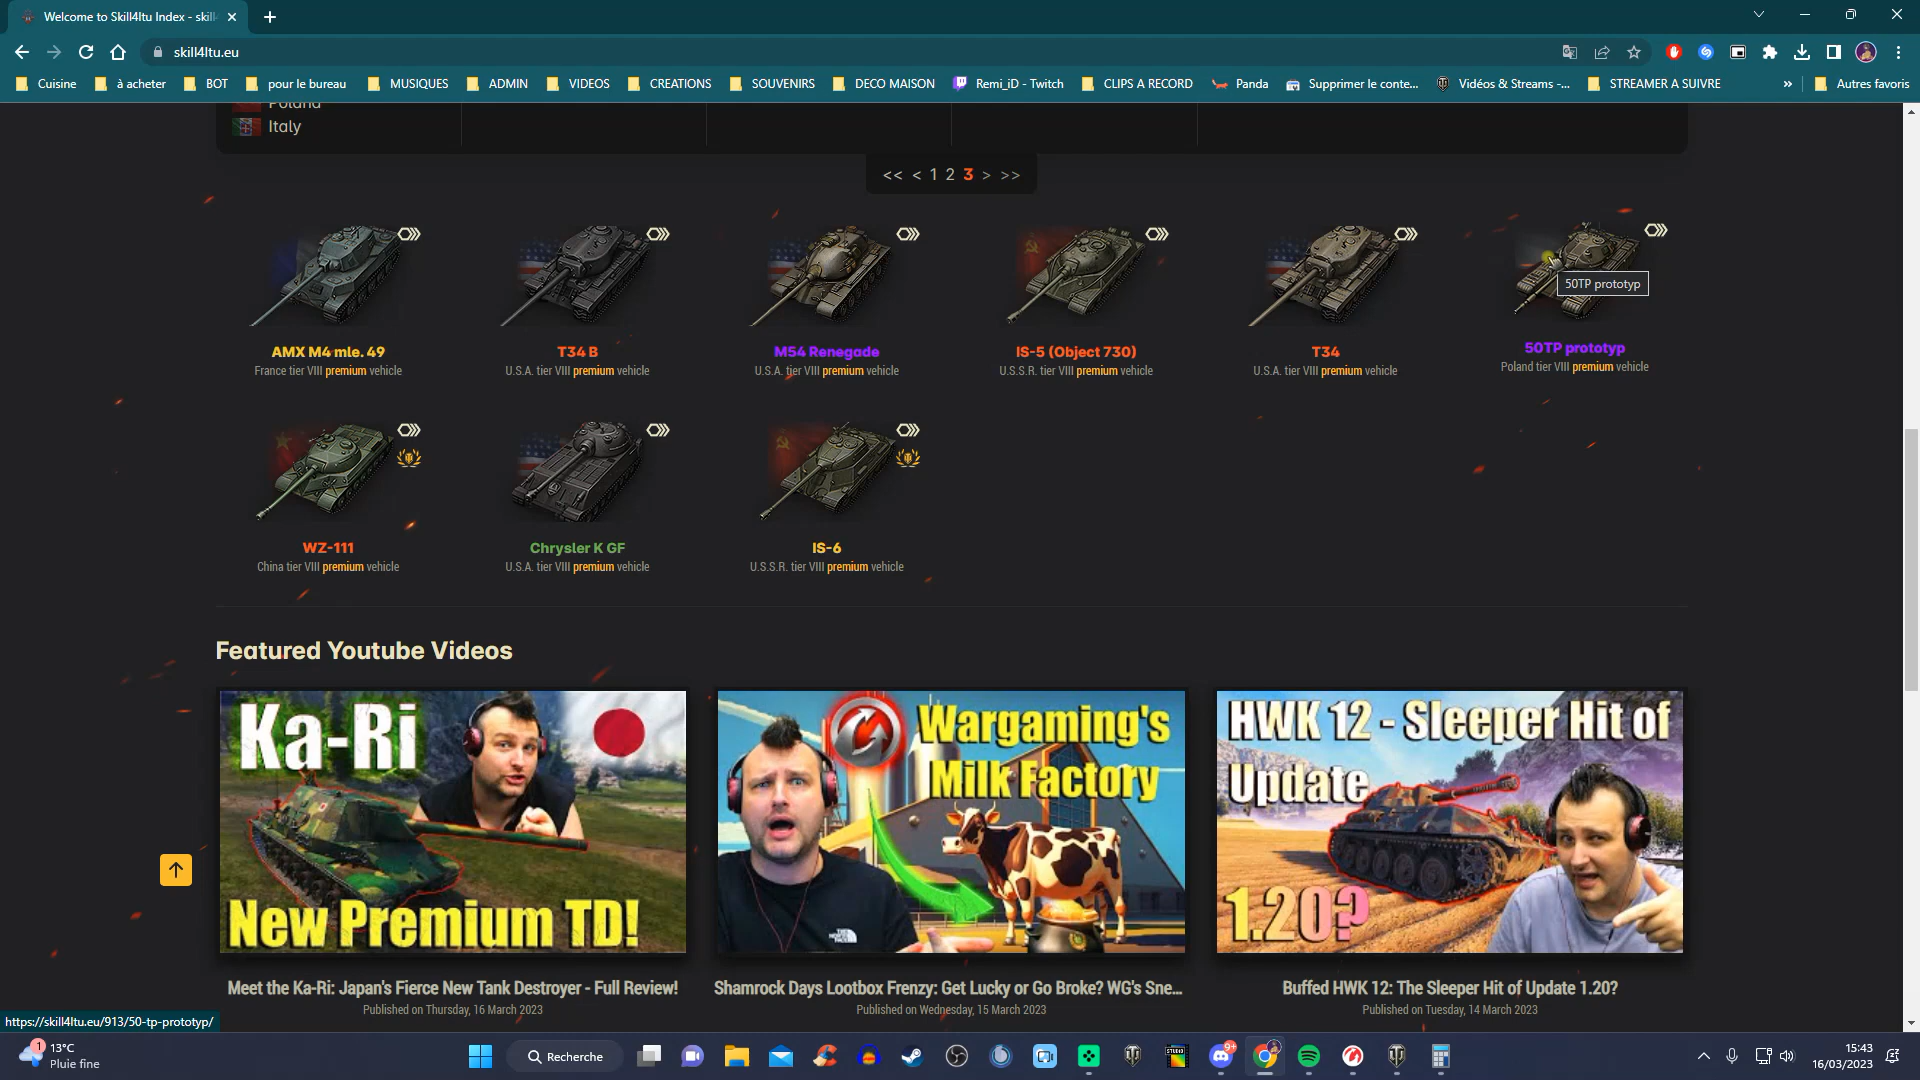 Welcome to Skill4ltu Index - skill
skill4ltu.eu
Cuisine à acheter BOT pour le bureau MUSIQUES ADMIN VIDEOS CREATIONS SOUVENIRS DECO MAISON Remi_iD - Twitch CLIPS A RECORD Panda Supprimer le conte... Vidéos & Streams -... STREAMER A SUIVRE » Autres favoris
Poland
Italy
<< < 1 2 3 > >>
50TP prototyp
AMX M4 mle. 49 T34 B M54 Renegade IS-5 (Object 730) T34 50TP prototyp
France tier VIII premium vehicle U.S.A. tier VIII premium vehicle U.S.A. tier VIII premium vehicle U.S.S.R. tier VIII premium vehicle U.S.A. tier VIII premium vehicle Poland tier VIII premium vehicle
WZ-111 Chrysler K GF IS-6
China tier VIII premium vehicle U.S.A. tier VIII premium vehicle U.S.S.R. tier VIII premium vehicle
Featured Youtube Videos
Ka-Ri
New Premium TD!
Wargaming's
Milk Factory
HWK 12 - Sleeper Hit of
Update
1.20?
Meet the Ka-Ri: Japan's Fierce New Tank Destroyer - Full Review! Shamrock Days Lootbox Frenzy: Get Lucky or Go Broke? WG's Sne... Buffed HWK 12: The Sleeper Hit of Update 1.20?
Published on Thursday, 16 March 2023 Published on Wednesday, 15 March 2023 Published on Tuesday, 14 March 2023
https://skill4ltu.eu/913/50-tp-prototyp/
1
13°C
Pluie fine
Recherche
STUDIO
9+
15:43
16/03/2023